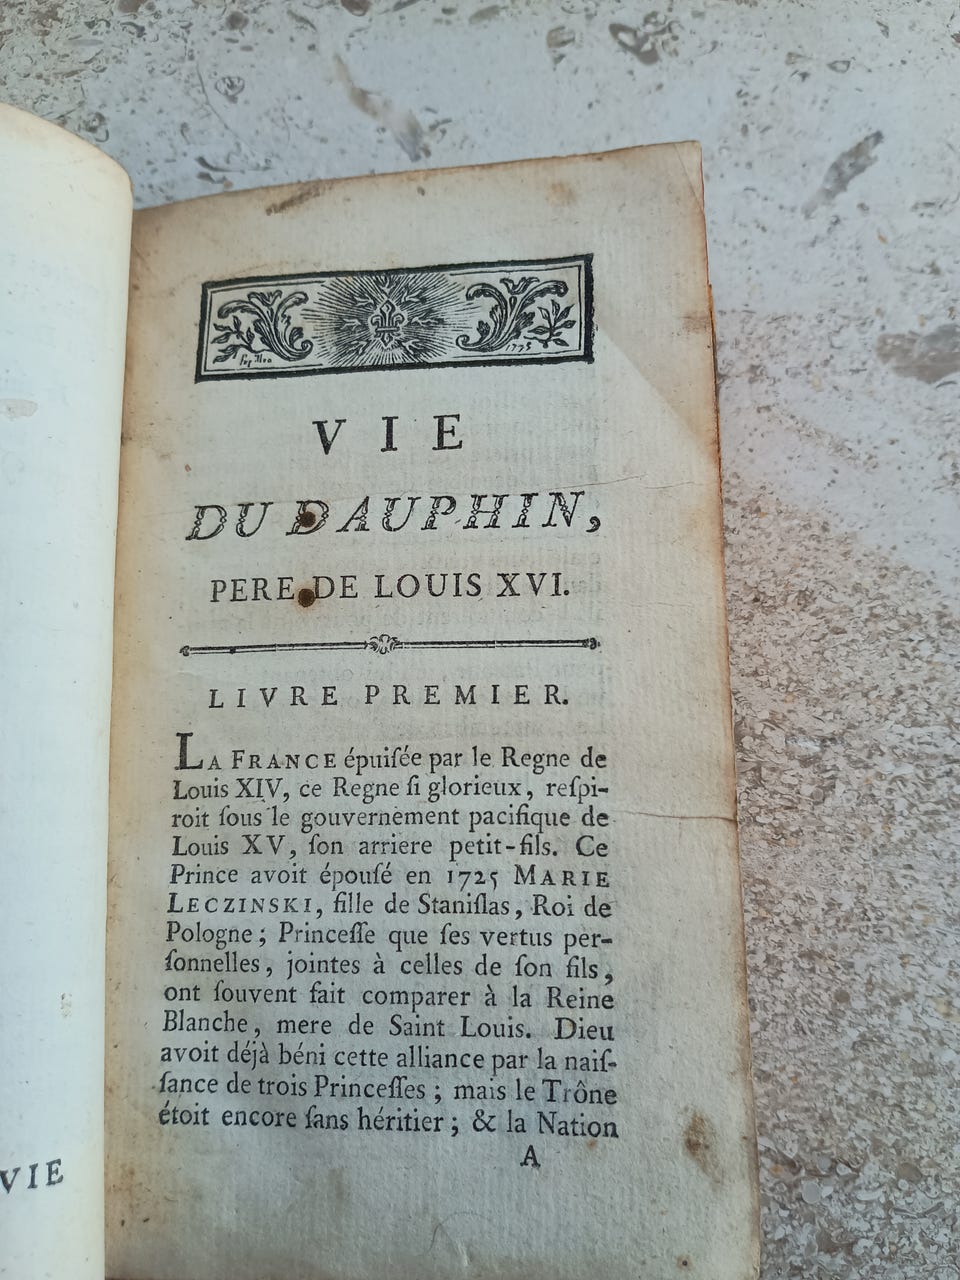 1775
VIE
DU DAUPHIN,
PERE DE LOUIS XVI.
LIVRE PREMIER.
LA FRANCE épuiſée par le Regne de
Louis XIV, ce Regne ſi glorieux, reſpi-
roit ſous le gouvernement pacifique de
Louis XV, ſon arriere petit-fils. Ce
Prince avoit épouſé en 1725 MARIE
LECZINSKI, fille de Staniſlas, Roi de
Pologne; Princeſſe que ſes vertus per-
ſonnelles, jointes à celles de ſon fils,
ont ſouvent fait comparer à la Reine
Blanche, mere de Saint Louis. Dieu
avoit déjà béni cette alliance par la naiſ-
ſance de trois Princeſſes; mais le Trône
étoit encore ſans héritier; & la Nation
A
VIE